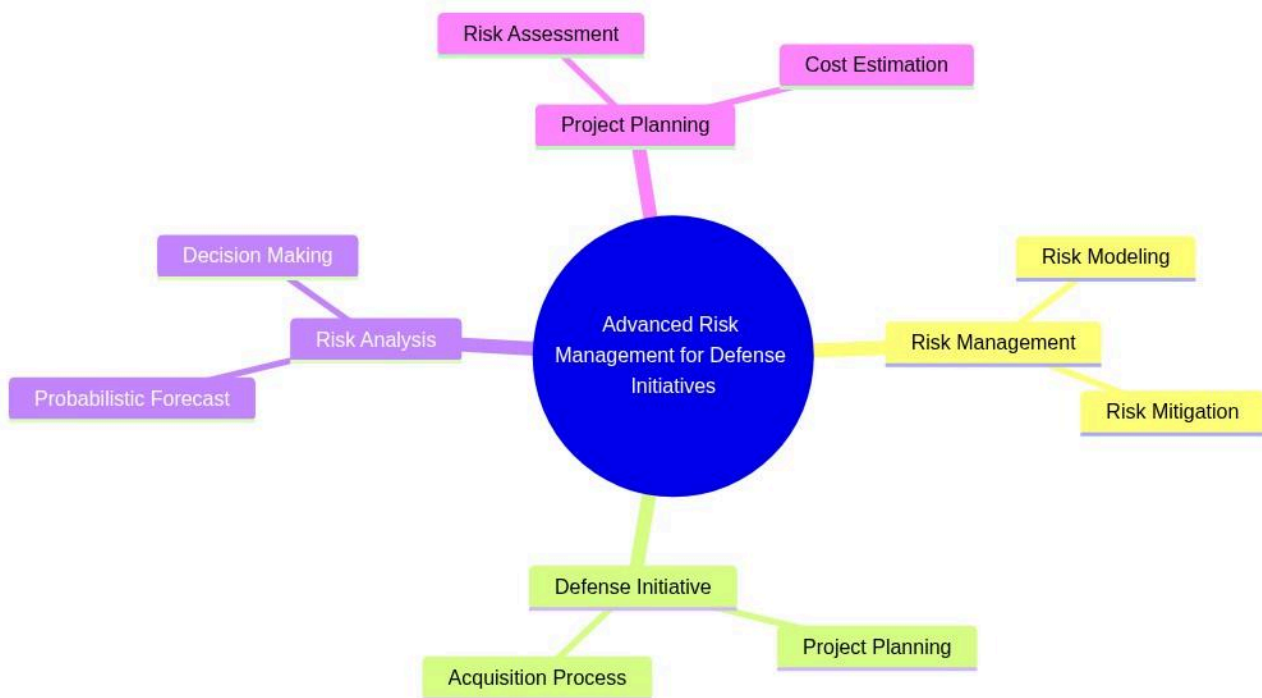 Risk Assessment
Cost Estimation
Project Planning
Decision Making
Risk Modeling
Risk Analysis
Advanced Risk
Management for Defense
Initiatives
Risk Management
Probabilistic Forecast
Risk Mitigation
Defense Initiative
Project Planning
Acquisition Process